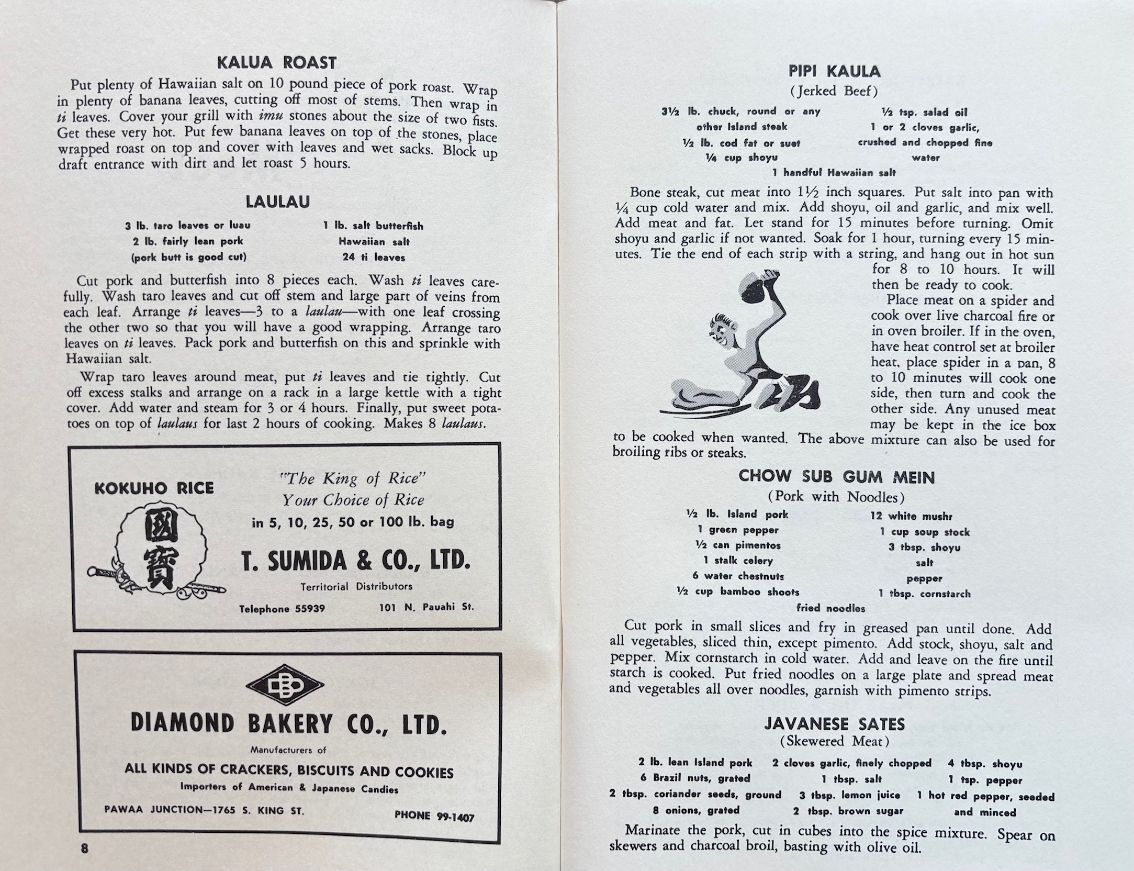 KALUA ROAST
Put plenty of Hawaiian salt on 10 pound piece of pork roast. Wrap
in plenty of banana leaves, cutting off most of stems. Then wrap in
ti leaves. Cover your grill with imu stones about the size of two fists.
Get these very hot. Put few banana leaves on top of the stones, place
wrapped roast on top and cover with leaves and wet sacks. Block up
draft entrance with dirt and let roast 5 hours.
LAULAU
3 lb. taro leaves or luau
2 lb. fairly lean pork
(pork butt is good cut)
1 lb. salt butterfish
Hawaiian salt
24 ti leaves
Cut pork and butterfish into 8 pieces each. Wash ti leaves care-
fully. Wash taro leaves and cut off stem and large part of veins from
each leaf. Arrange ti leaves—3 to a laulau—with one leaf crossing
the other two so that you will have a good wrapping. Arrange taro
leaves on ti leaves. Pack pork and butterfish on this and sprinkle with
Hawaiian salt.
Wrap taro leaves around meat, put ti leaves and tie tightly. Cut
off excess stalks and arrange on a rack in a large kettle with a tight
cover. Add water and steam for 3 or 4 hours. Finally, put sweet pota-
toes on top of laulaus for last 2 hours of cooking. Makes 8 laulaus.
KOKUHO RICE
國寶
"The King of Rice"
Your Choice of Rice
in 5, 10, 25, 50 or 100 lb. bag
T. SUMIDA & CO., LTD.
Territorial Distributors
Telephone 55939 101 N. Pauahi St.
DBC
DIAMOND BAKERY CO., LTD.
Manufacturers of
ALL KINDS OF CRACKERS, BISCUITS AND COOKIES
Importers of American & Japanese Candies
PAWAA JUNCTION—1765 S. KING ST. PHONE 99-1407
8
PIPI KAULA
(Jerked Beef)
3½ lb. chuck, round or any
other Island steak
½ lb. cod fat or suet
¼ cup shoyu
½ tsp. salad oil
1 or 2 cloves garlic,
crushed and chopped fine
water
1 handful Hawaiian salt
Bone steak, cut meat into 1½ inch squares. Put salt into pan with
¼ cup cold water and mix. Add shoyu, oil and garlic, and mix well.
Add meat and fat. Let stand for 15 minutes before turning. Omit
shoyu and garlic if not wanted. Soak for 1 hour, turning every 15 min-
utes. Tie the end of each strip with a string, and hang out in hot sun
for 8 to 10 hours. It will
then be ready to cook.
Place meat on a spider and
cook over live charcoal fire or
in oven broiler. If in the oven,
have heat control set at broiler
heat, place spider in a pan, 8
to 10 minutes will cook one
side, then turn and cook the
other side. Any unused meat
may be kept in the ice box
to be cooked when wanted. The above mixture can also be used for
broiling ribs or steaks.
CHOW SUB GUM MEIN
(Pork with Noodles)
½ lb. Island pork
1 green pepper
½ can pimentos
1 stalk celery
6 water chestnuts
½ cup bamboo shoots
12 white mushr
1 cup soup stock
3 tbsp. shoyu
salt
pepper
1 tbsp. cornstarch
fried noodles
Cut pork in small slices and fry in greased pan until done. Add
all vegetables, sliced thin, except pimento. Add stock, shoyu, salt and
pepper. Mix cornstarch in cold water. Add and leave on the fire until
starch is cooked. Put fried noodles on a large plate and spread meat
and vegetables all over noodles, garnish with pimento strips.
JAVANESE SATES
(Skewered Meat)
2 lb. lean Island pork 2 cloves garlic, finely chopped 4 tbsp. shoyu
6 Brazil nuts, grated 1 tbsp. salt 1 tsp. pepper
2 tbsp. coriander seeds, ground 3 tbsp. lemon juice 1 hot red pepper, seeded
8 onions, grated 2 tbsp. brown sugar and minced
Marinate the pork, cut in cubes into the spice mixture. Spear on
skewers and charcoal broil, basting with olive oil.